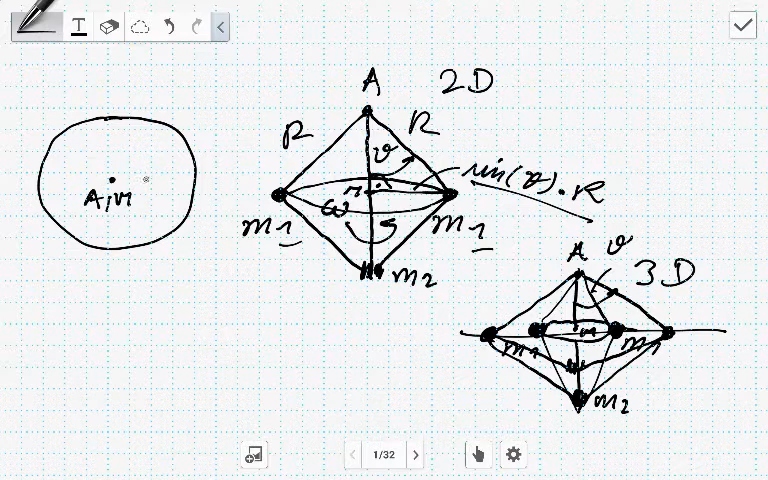 T
A
2D
R
R
ϑ
sin(ϑ).R
A,M
r
ω
m1
m1
m2
A
ϑ
3D
m1
m1
m2
1/32